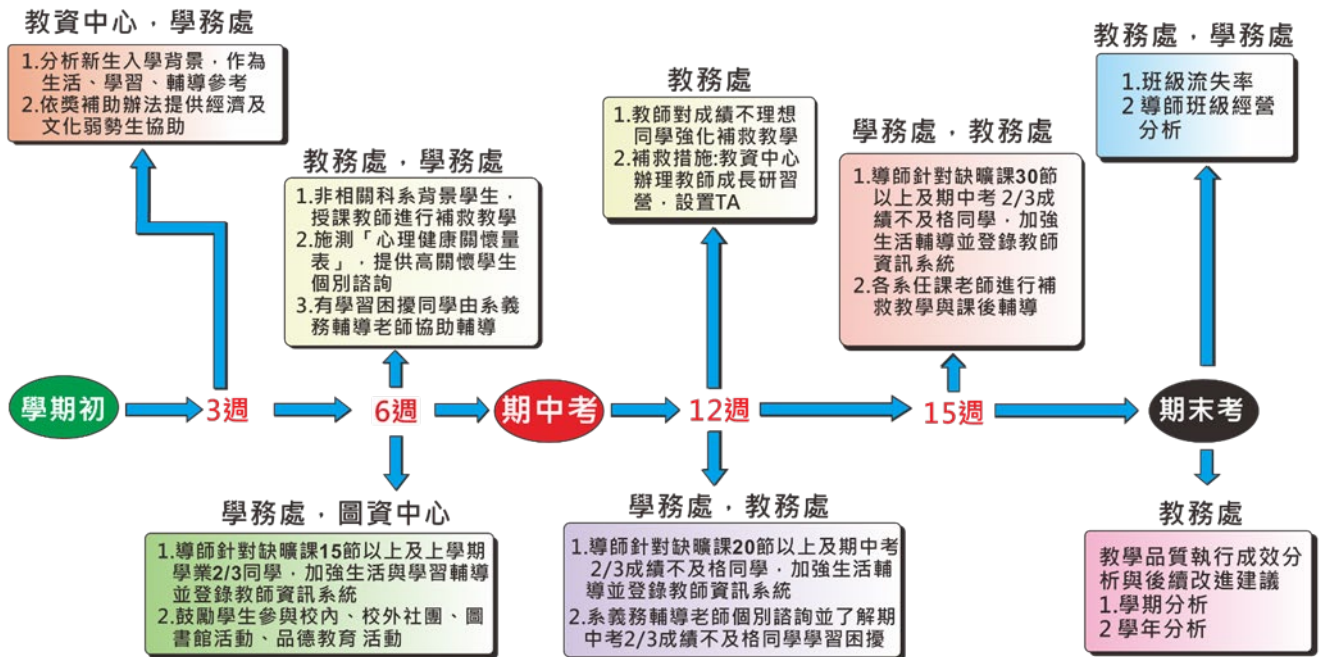 教資中心，學務處
1.分析新生入學背景，作為
生活、學習、輔導參考
2.依獎補助辦法提供經濟及
文化弱勢生協助
教務處，學務處
1.非相關科系背景學生，
授課教師進行補救教學
2.施測「心理健康關懷量
表」，提供高關懷學生
個別諮詢
3.有學習困擾同學由系義
務輔導老師協助輔導
教務處
1.教師對成績不理想
同學強化補救教學
2.補救措施:教資中心
辦理教師成長研習
營，設置TA
學務處，教務處
1.導師針對缺曠課30節
以上及期中考 2/3成
績不及格同學，加強
生活輔導並登錄教師
資訊系統
2.各系任課老師進行補
救教學與課後輔導
教務處，學務處
1.班級流失率
2 導師班級經營
分析
學期初
3週
6週
期中考
12週
15週
期末考
學務處，圖資中心
1.導師針對缺曠課15節以上及上學期
學業2/3同學，加強生活與學習輔導
並登錄教師資訊系統
2.鼓勵學生參與校內、校外社團、圖
書館活動、品德教育 活動
學務處，教務處
1.導師針對缺曠課20節以上及期中考
2/3成績不及格同學，加強生活輔
導並登錄教師資訊系統
2.系義務輔導老師個別諮詢並了解期
中考2/3成績不及格同學學習困擾
教務處
教學品質執行成效分
析與後續改進建議
1.學期分析
2 學年分析